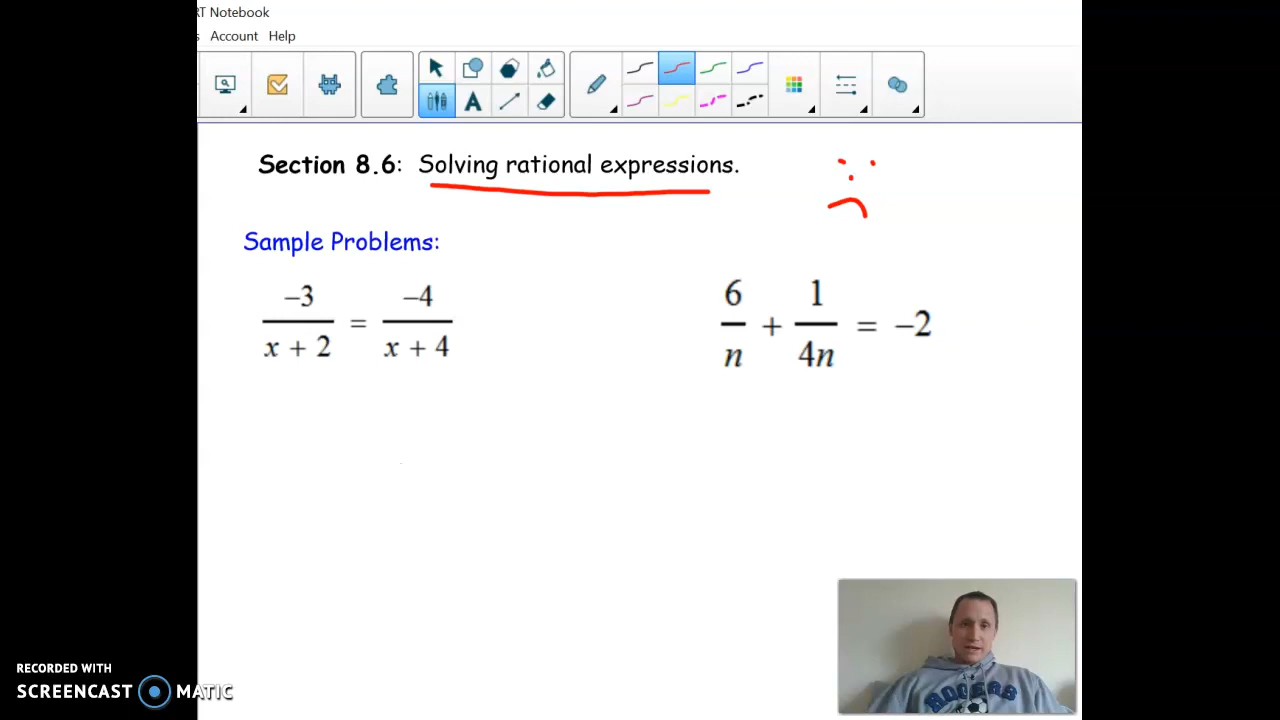 RT Notebook
s Account Help
Section 8.6: Solving rational expressions.
Sample Problems:
-3/(x + 2) = -4/(x + 4)
6/n + 1/(4n) = -2
ROGERS
RECORDED WITH
SCREENCAST MATIC